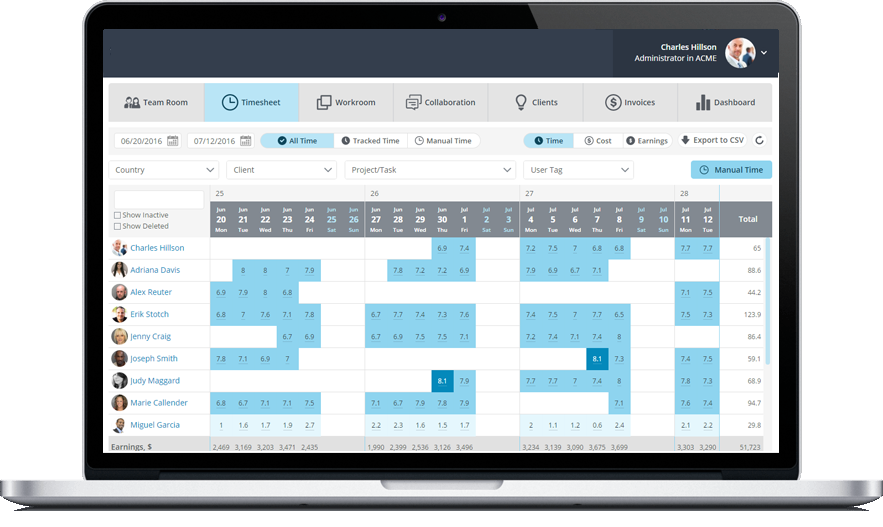 Charles Hillson
Administrator in ACME
Team Room Timesheet Workroom Collaboration Clients Invoices Dashboard
06/20/2016 07/12/2016 All Time Tracked Time Manual Time Time Cost Earnings Export to CSV
Country Client Project/Task User Tag Manual Time
25 26 27 28
Jun Jun Jun Jun Jun Jun Jun Jun Jun Jun Jun Jul Jul Jul Jul Jul Jul Jul Jul Jul Jul Jul Jul
20 21 22 23 24 25 26 27 28 29 30 1 2 3 4 5 6 7 8 9 10 11 12 Total
Mon Tue Wed Thu Fri Sat Sun Mon Tue Wed Thu Fri Sat Sun Mon Tue Wed Thu Fri Sat Sun Mon Tue
Show Inactive
Show Deleted
Charles Hillson 6.9 7.4 7.2 7.5 7 6.8 6.8 7.7 7.7 65
Adriana Davis 8 8 7 7.9 7.8 7.2 7.2 6.9 7.9 6.9 6.7 7.1 88.6
Alex Reuter 6.9 7.9 8 6.8 7.1 7.5 44.2
Erik Stotch 6.8 7 7.6 7.1 7.8 6.7 7.7 7.4 7.3 7.6 7.4 7.5 7 7.7 6.5 7.5 7.3 123.9
Jenny Craig 6.7 6.9 6.7 6.9 7.5 7.5 7.1 7.2 7.4 7.1 7.4 8 86.4
Joseph Smith 7.8 7.1 6.9 7 8.1 7.3 7.4 7.5 59.1
Judy Maggard 8.1 7.9 7.7 7.7 7 7.4 8 7.8 7.3 68.9
Marie Callender 6.8 6.7 7.1 7.1 7.5 7.1 6.7 7.9 7.8 7.9 7.1 7.6 7.4 94.7
Miguel Garcia 1 1.6 1.7 1.9 2.7 2.2 2.3 1.6 1.5 1.7 2 1.1 1.2 0.6 2.4 2.1 2.2 29.8
Earnings, $ 2,469 3,169 3,203 3,471 2,435 1,990 2,399 2,536 3,126 3,496 3,234 3,139 3,090 3,675 3,699 3,303 3,290 51,723